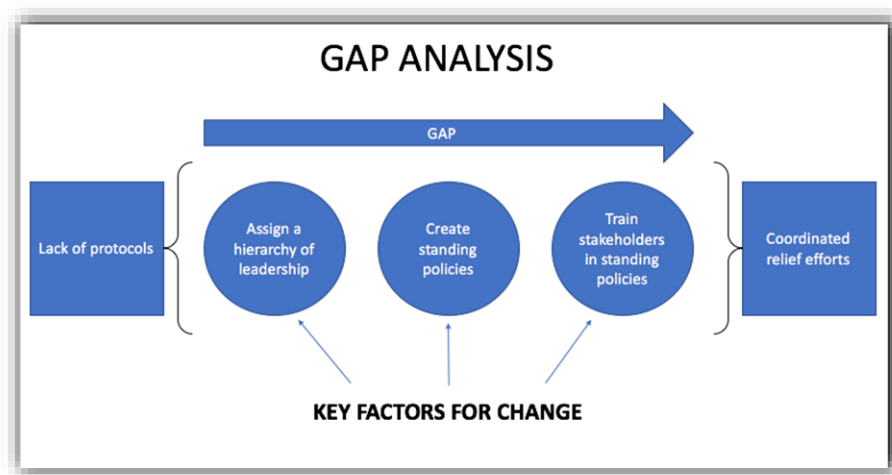 GAP ANALYSIS
GAP
Lack of protocols
Assign a
hierarchy of
leadership
Create
standing
policies
Train
stakeholders
in standing
policies
Coordinated
relief efforts
KEY FACTORS FOR CHANGE